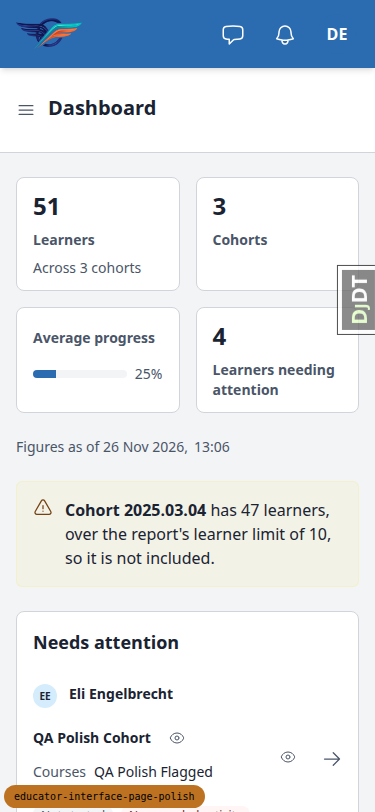 DE
Dashboard
51
Learners
Across 3 cohorts
3
Cohorts
DjDT
Average progress
25%
4
Learners needing
attention
Figures as of 26 Nov 2026, 13:06
Cohort 2025.03.04 has 47 learners,
over the report's learner limit of 10,
so it is not included.
Needs attention
EE
Eli Engelbrecht
QA Polish Cohort
Courses QA Polish Flagged
educator-interface-page-polish